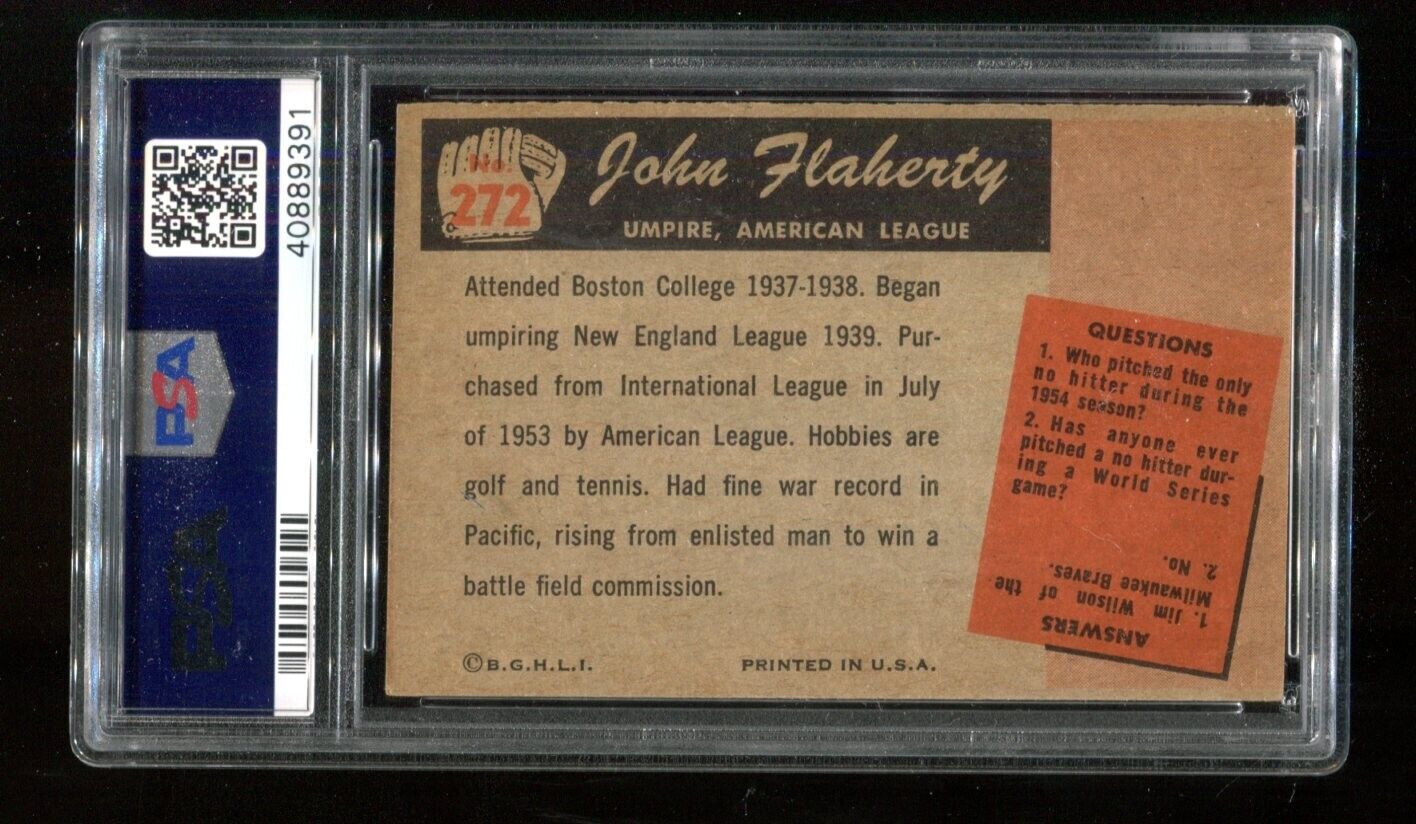 40889391
PSA
PSA
No.
272
John Flaherty
UMPIRE, AMERICAN LEAGUE
Attended Boston College 1937-1938. Began
umpiring New England League 1939. Pur-
chased from International League in July
of 1953 by American League. Hobbies are
golf and tennis. Had fine war record in
Pacific, rising from enlisted man to win a
battle field commission.
©B.G.H.L.I.
PRINTED IN U.S.A.
QUESTIONS
1. Who pitched the only
no hitter during the
1954 season?
2. Has anyone ever
pitched a no hitter dur-
ing a World Series
game?
ANSWERS
1. Jim Wilson of the
Milwaukee Braves.
2. No.